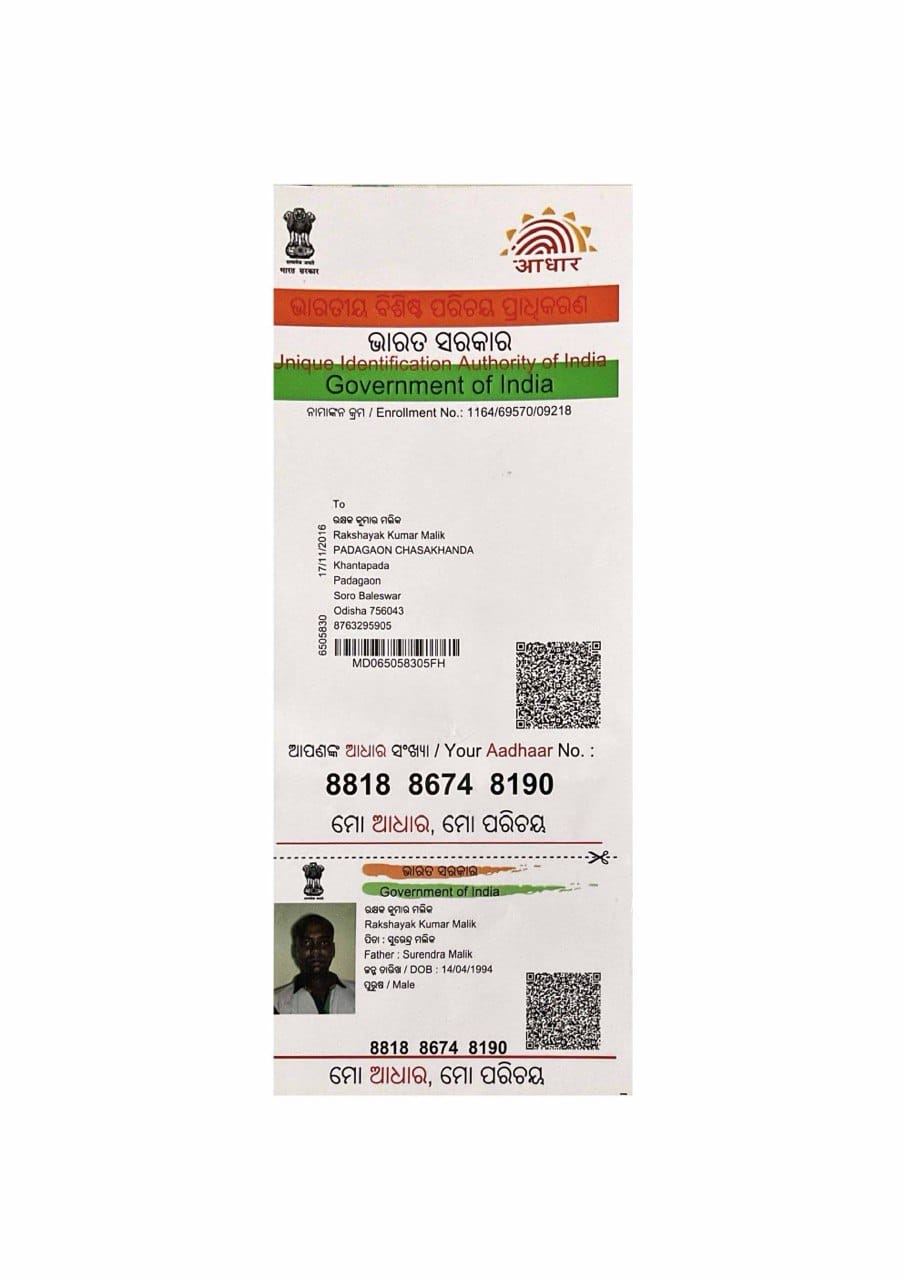 सत्यमेव जयते
भारत सरकार
आधार
ଭାରତୀୟ ବିଶିଷ୍ଟ ପରିଚୟ ପ୍ରାଧିକରଣ
ଭାରତ ସରକାର
Unique Identification Authority of India
Government of India
ନାମାଙ୍କନ କ୍ରମ / Enrollment No.: 1164/69570/09218
17/11/2016
6505830
To
ରକ୍ଷକ କୁମାର ମଲିକ
Rakshayak Kumar Malik
PADAGAON CHASAKHANDA
Khantapada
Padagaon
Soro Baleswar
Odisha 756043
8763295905
MD065058305FH
ଆପଣଙ୍କ ଆଧାର ସଂଖ୍ୟା / Your Aadhaar No. :
8818 8674 8190
ମୋ ଆଧାର, ମୋ ପରିଚୟ
ଭାରତ ସରକାର
Government of India
ରକ୍ଷକ କୁମାର ମଲିକ
Rakshayak Kumar Malik
ପିତା : ସୁରେନ୍ଦ୍ର ମଲିକ
Father : Surendra Malik
ଜନ୍ମ ତାରିଖ / DOB : 14/04/1994
ପୁରୁଷ / Male
8818 8674 8190
ମୋ ଆଧାର, ମୋ ପରିଚୟ